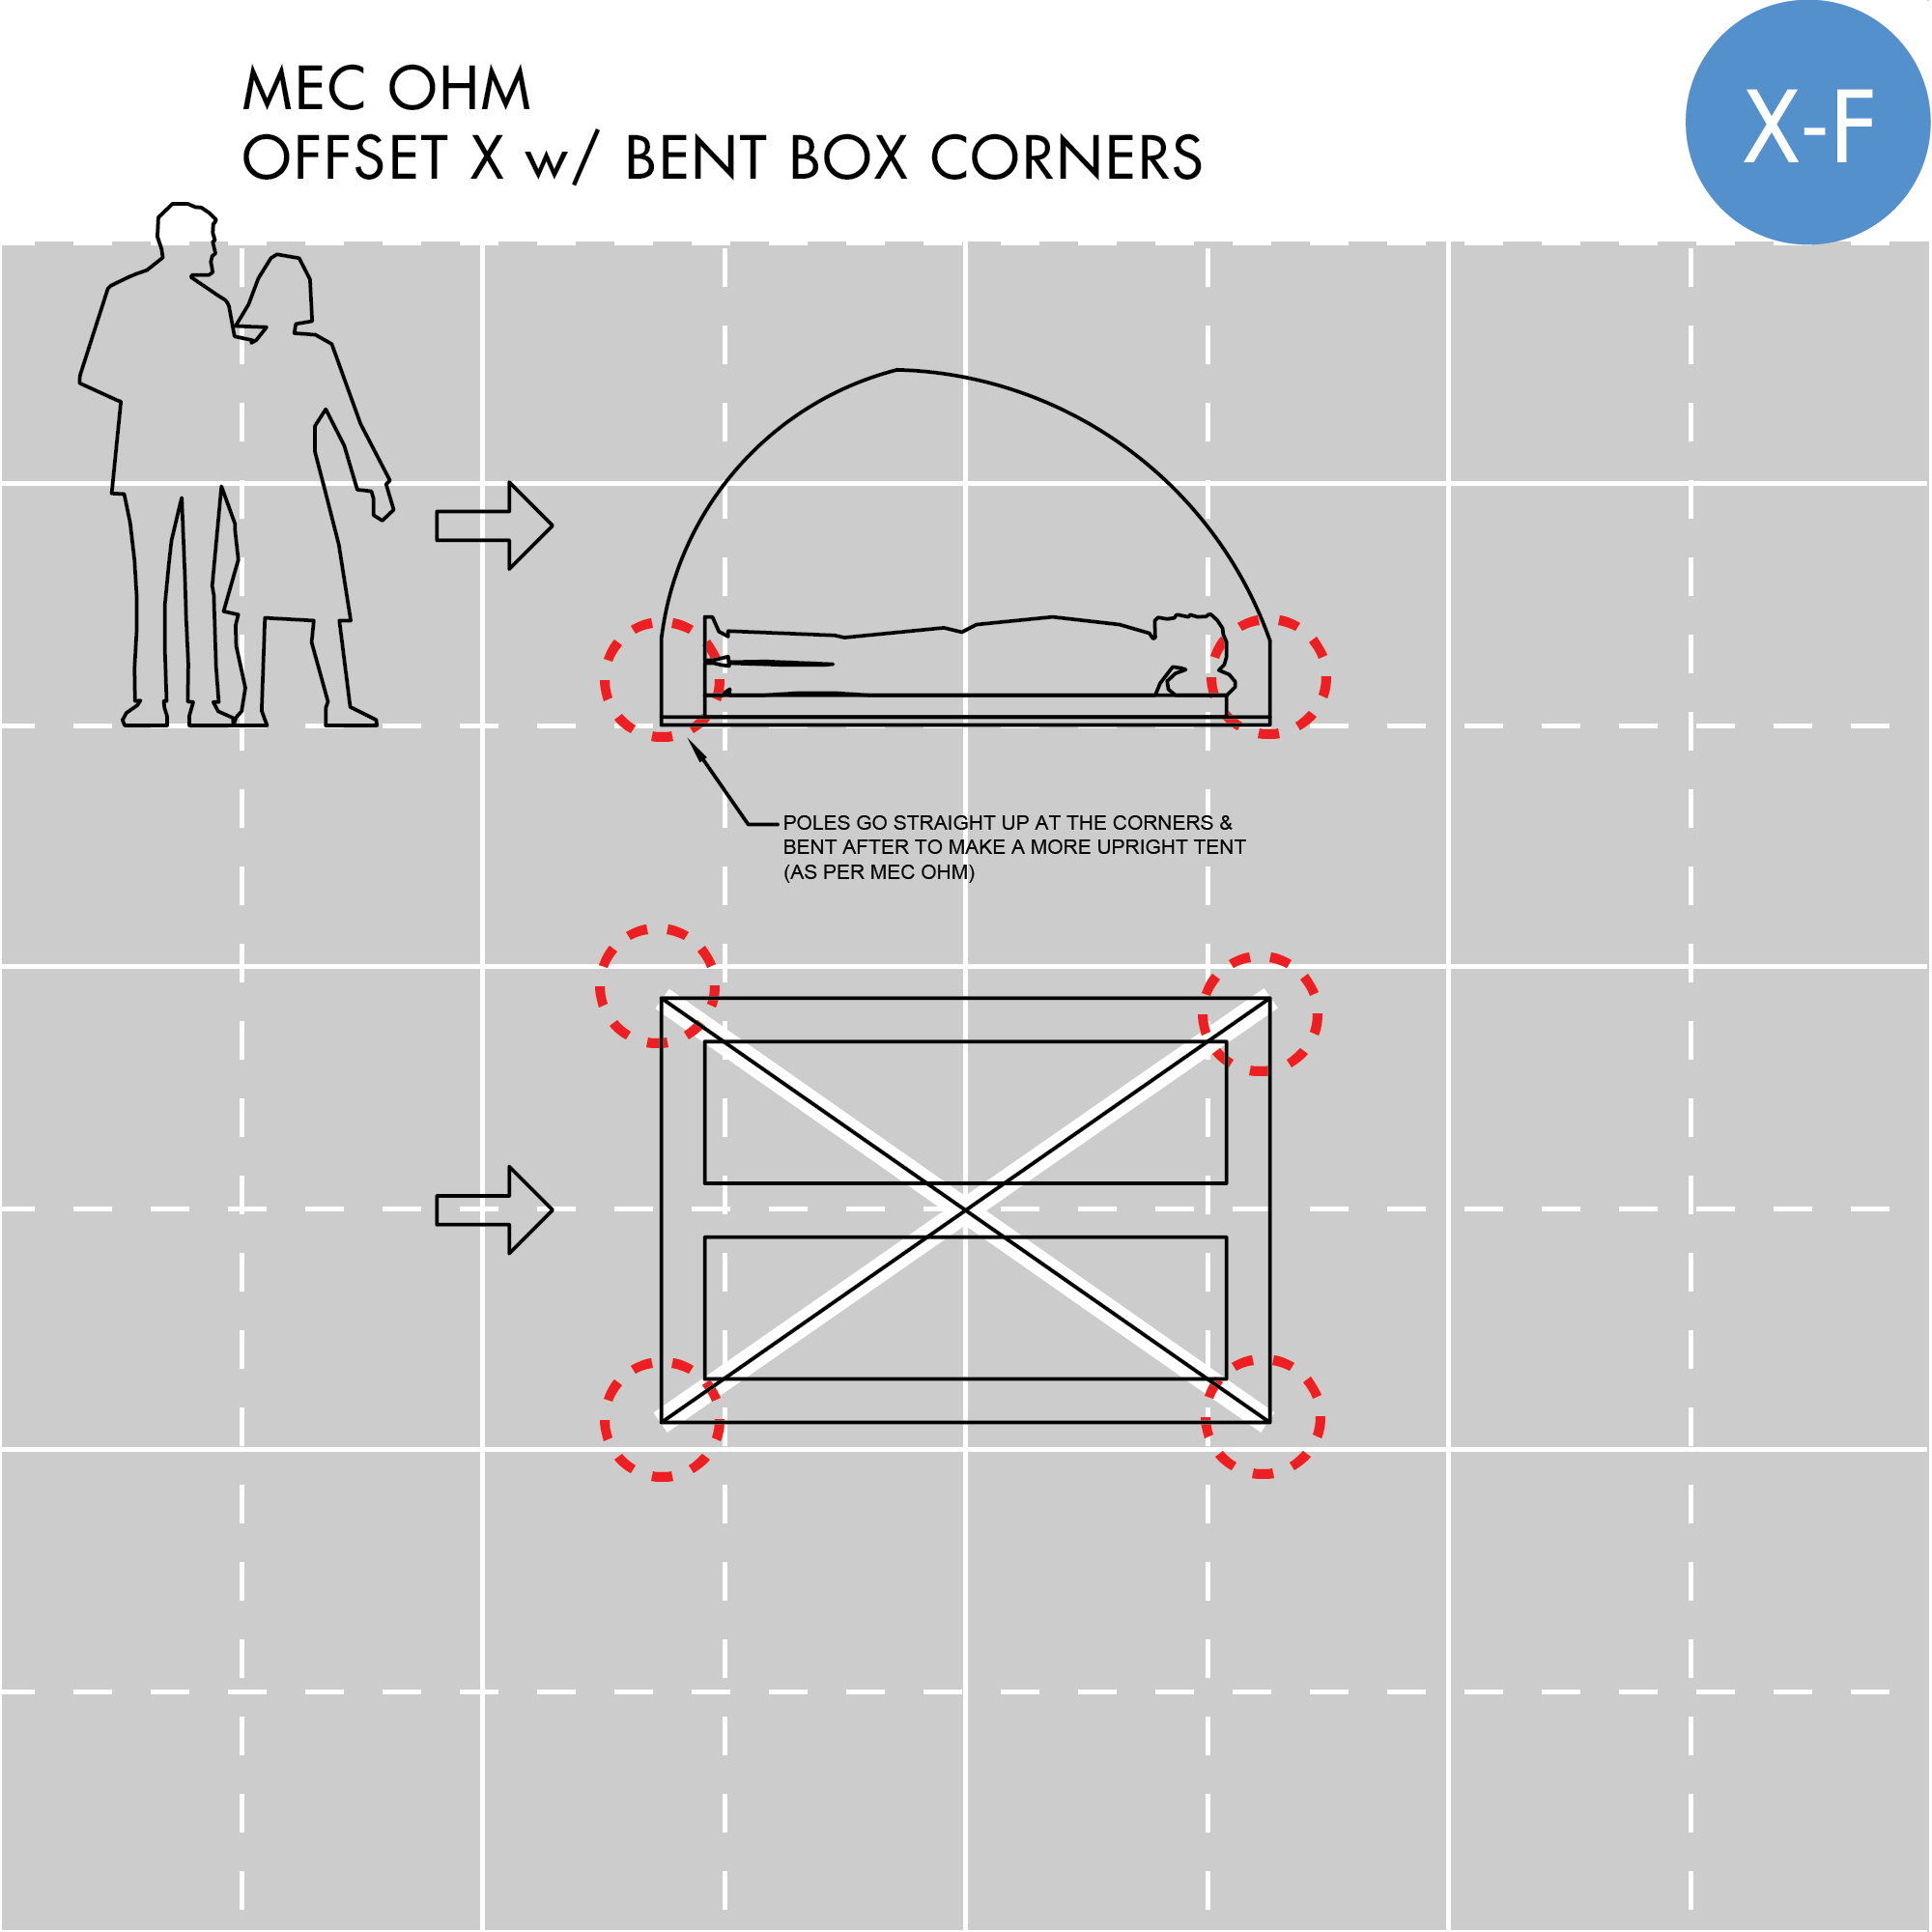 MEC OHM
OFFSET X w/ BENT BOX CORNERS
X-F
POLES GO STRAIGHT UP AT THE CORNERS &
BENT AFTER TO MAKE A MORE UPRIGHT TENT
(AS PER MEC OHM)